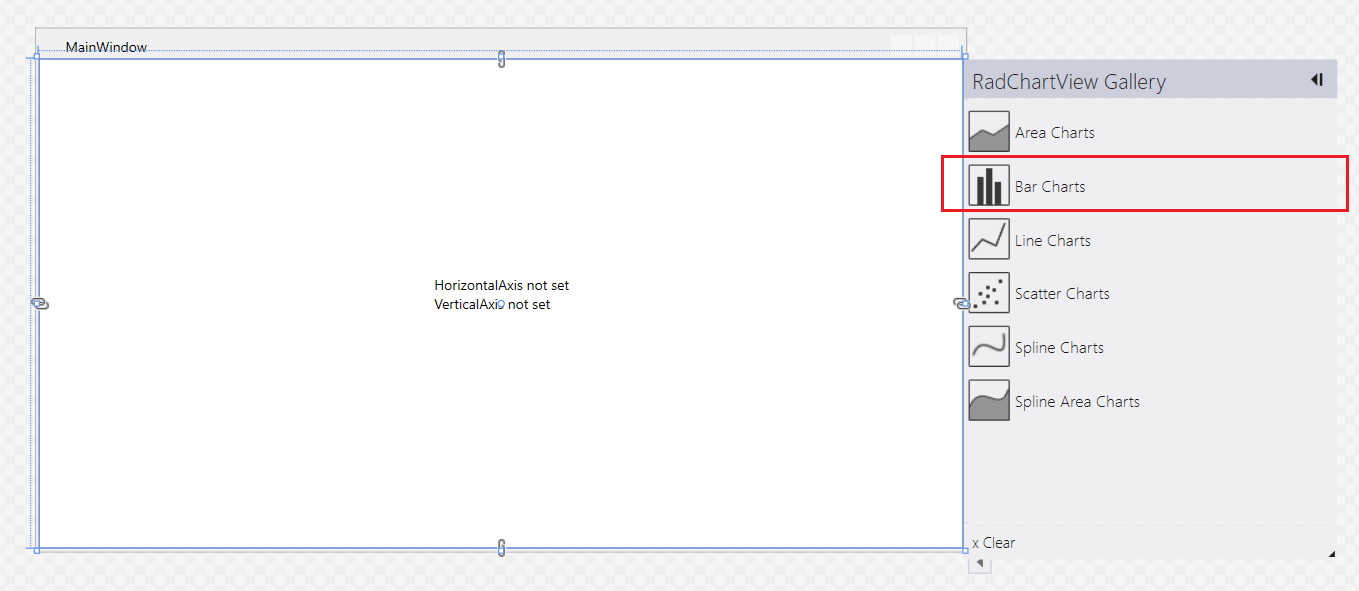 MainWindow
RadChartView Gallery
Area Charts
Bar Charts
Line Charts
HorizontalAxis not set
VerticalAxis not set
Scatter Charts
Spline Charts
Spline Area Charts
x Clear